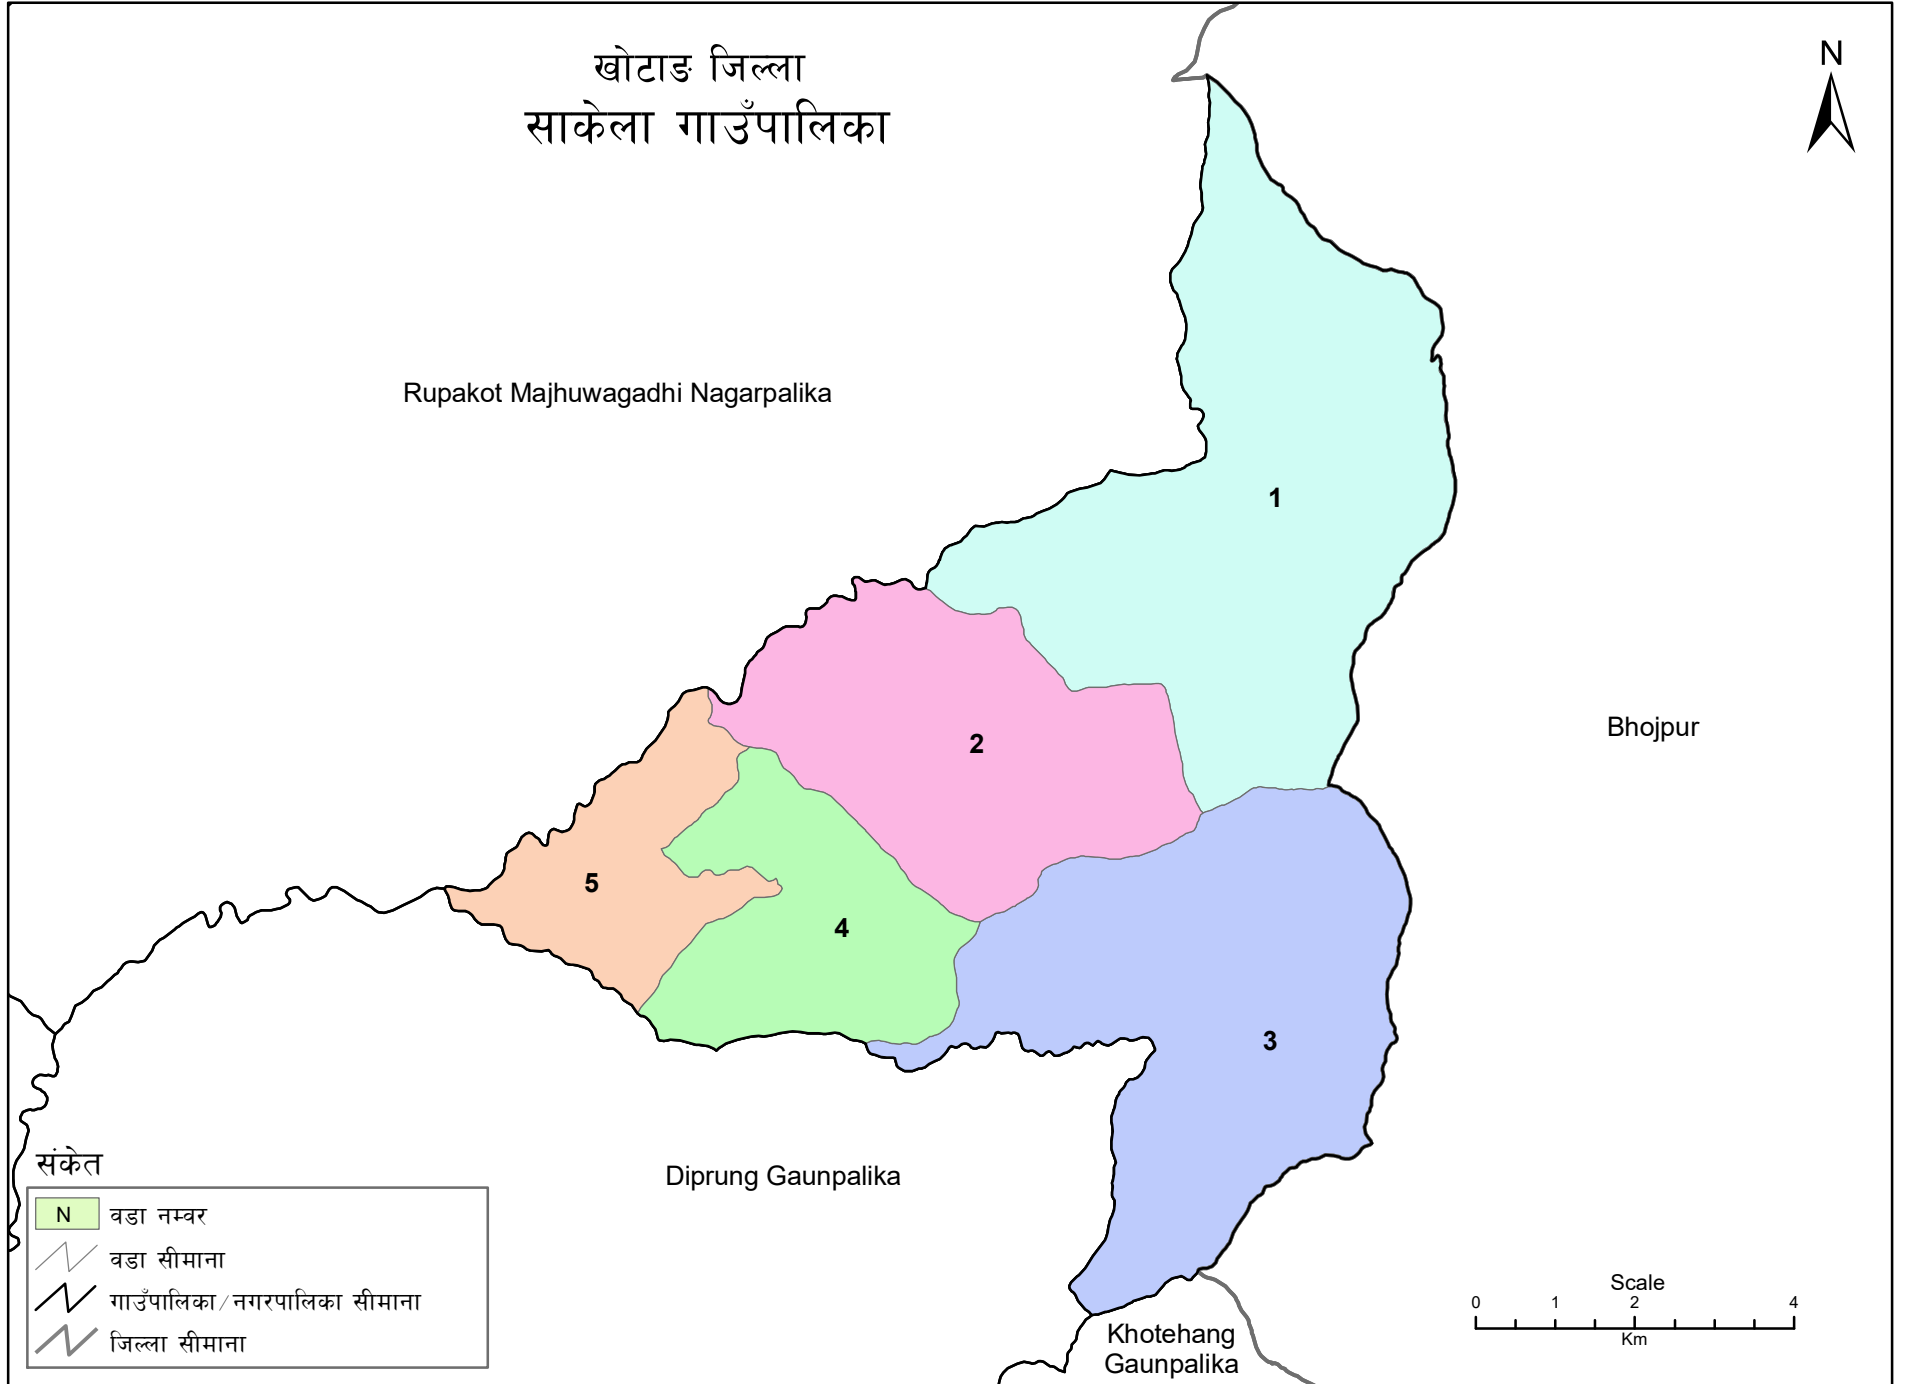 खोटाङ जिल्ला
साकेला गाउँपालिका
N
Rupakot Majhuwagadhi Nagarpalika
1
2
Bhojpur
5
4
3
Diprung Gaunpalika
संकेत
N वडा नम्वर
वडा सीमाना
गाउँपालिका/नगरपालिका सीमाना
जिल्ला सीमाना
Khotehang
Gaunpalika
Scale
0 1 2 4
Km